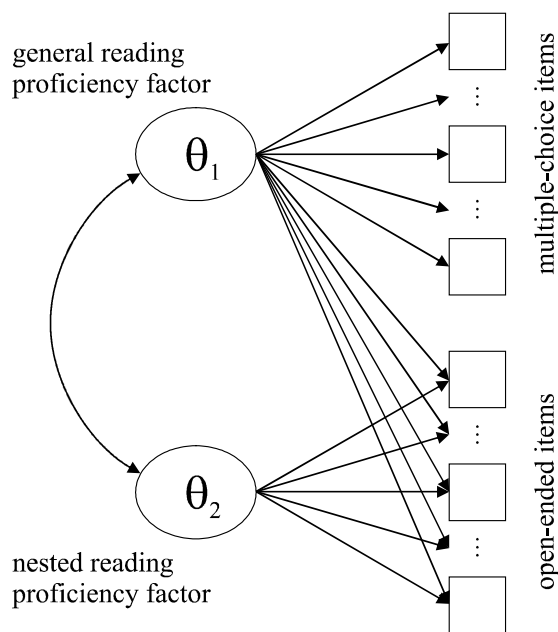 general reading
proficiency factor
θ1
multiple-choice items
⋮
⋮
θ2
open-ended items
⋮
⋮
nested reading
proficiency factor